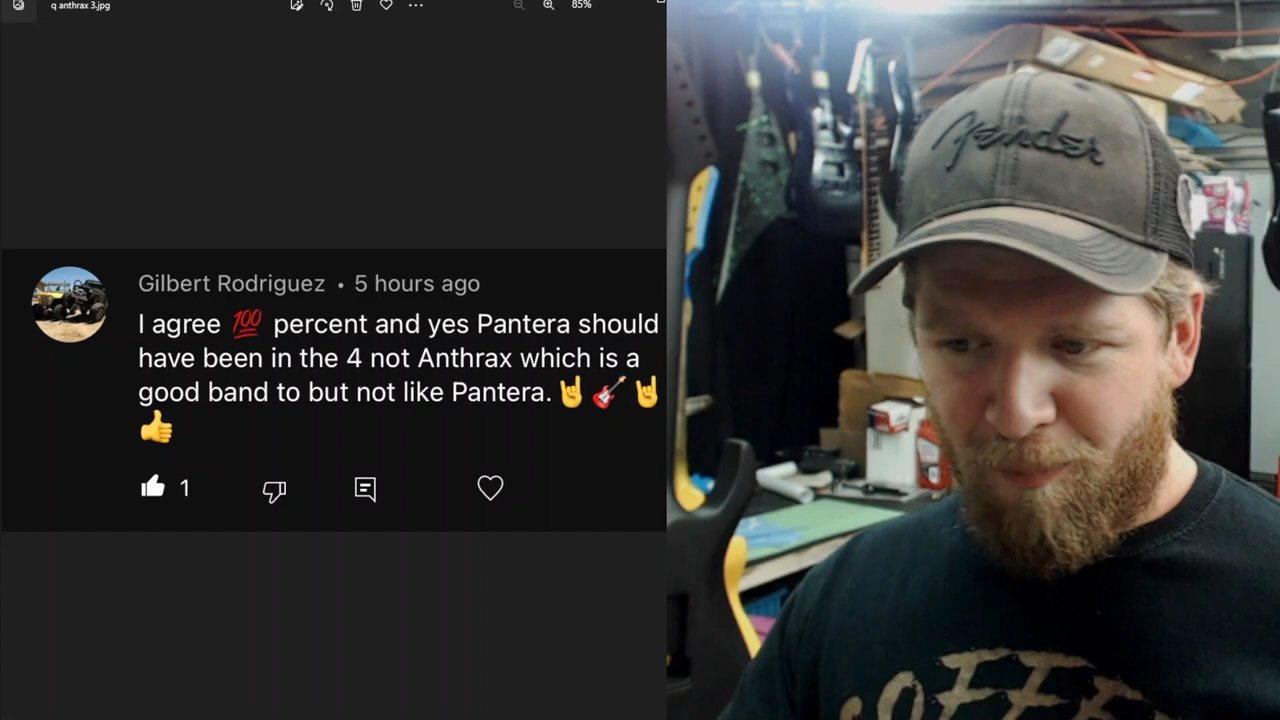 q anthrax 3.jpg
85%
Gilbert Rodriguez • 5 hours ago
I agree 💯 percent and yes Pantera should
have been in the 4 not Anthrax which is a
good band to but not like Pantera. 🤘 🎸 🤘
👍
1
Fender
COFFEE